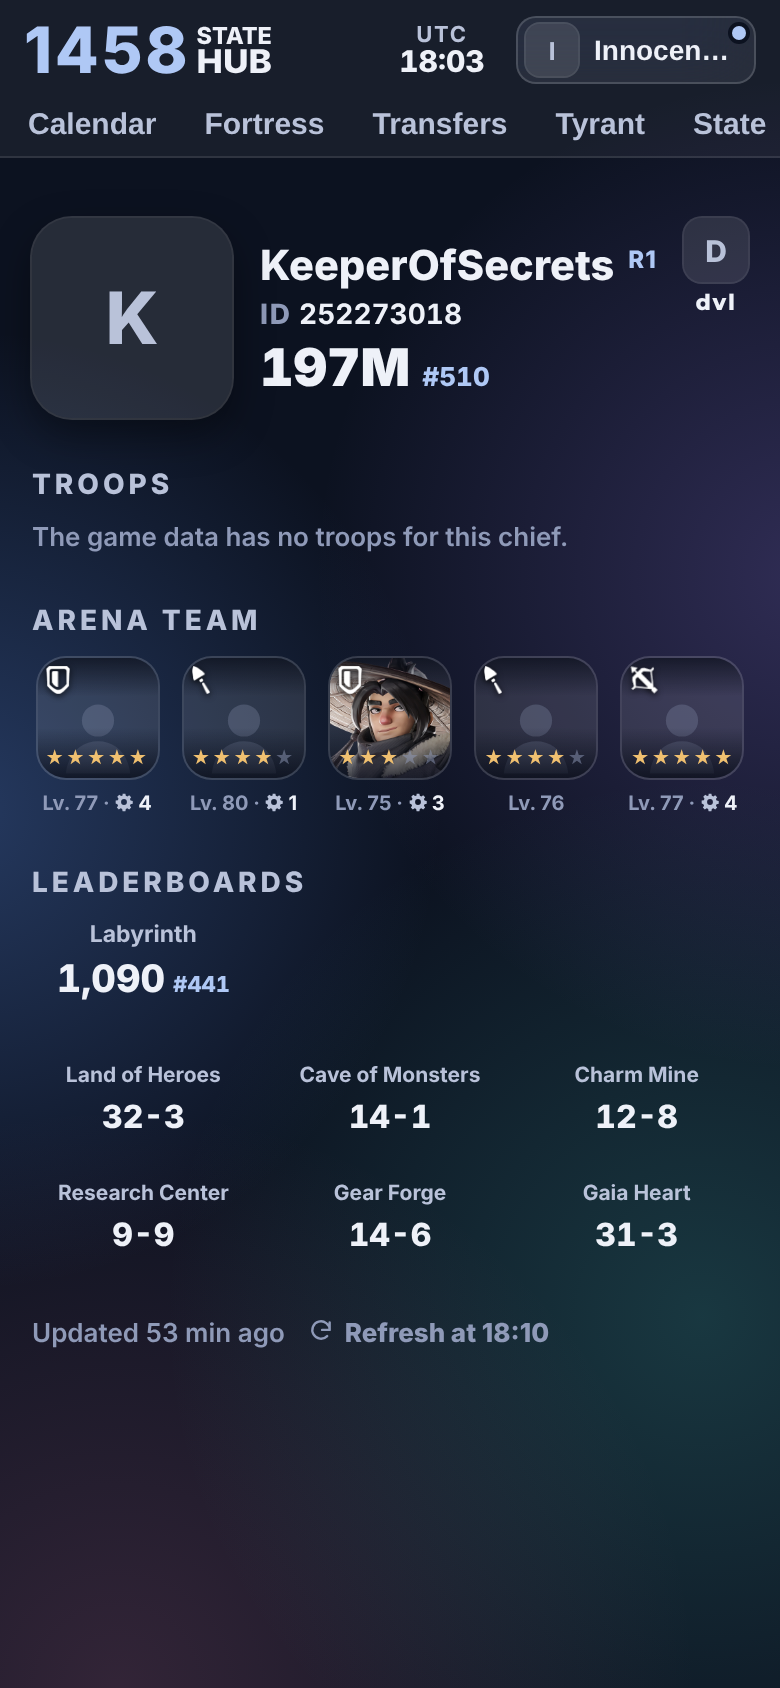 1458 STATE HUB
UTC
18:03
I Innocen...
Calendar Fortress Transfers Tyrant State
K
KeeperOfSecrets R1
D
dvl
ID 252273018
197M #510
TROOPS
The game data has no troops for this chief.
ARENA TEAM
★★★★★ ★★★★★ ★★★★★ ★★★★★ ★★★★★
Lv. 77 · 4 Lv. 80 · 1 Lv. 75 · 3 Lv. 76 Lv. 77 · 4
LEADERBOARDS
Labyrinth
1,090 #441
Land of Heroes Cave of Monsters Charm Mine
32-3 14-1 12-8
Research Center Gear Forge Gaia Heart
9-9 14-6 31-3
Updated 53 min ago Refresh at 18:10